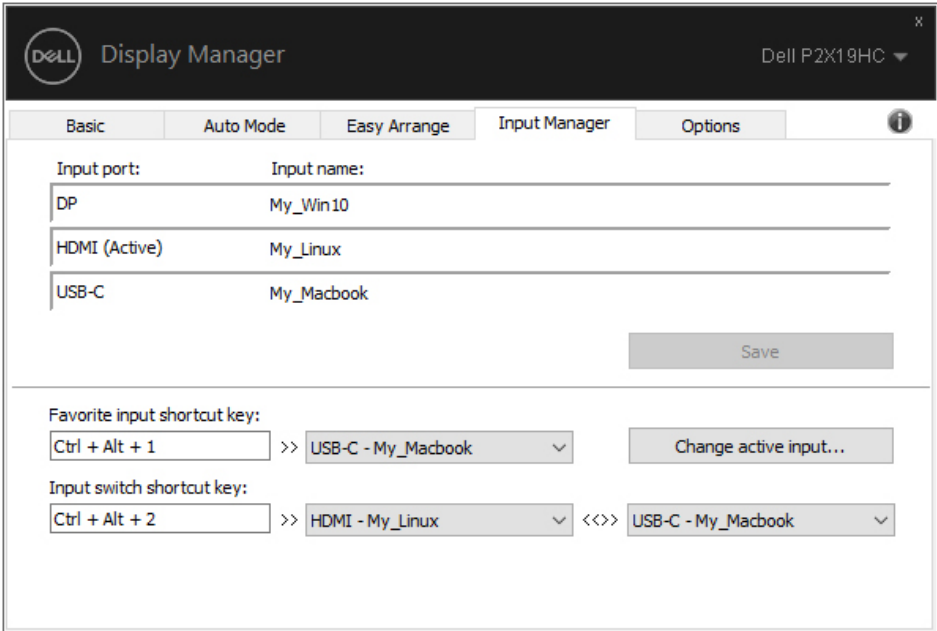 x
DELL Display Manager Dell P2X19HC
Basic Auto Mode Easy Arrange Input Manager Options i
Input port: Input name:
DP My_Win10
HDMI (Active) My_Linux
USB-C My_Macbook
Save
Favorite input shortcut key:
Ctrl + Alt + 1 >> USB-C - My_Macbook Change active input...
Input switch shortcut key:
Ctrl + Alt + 2 >> HDMI - My_Linux <<>> USB-C - My_Macbook